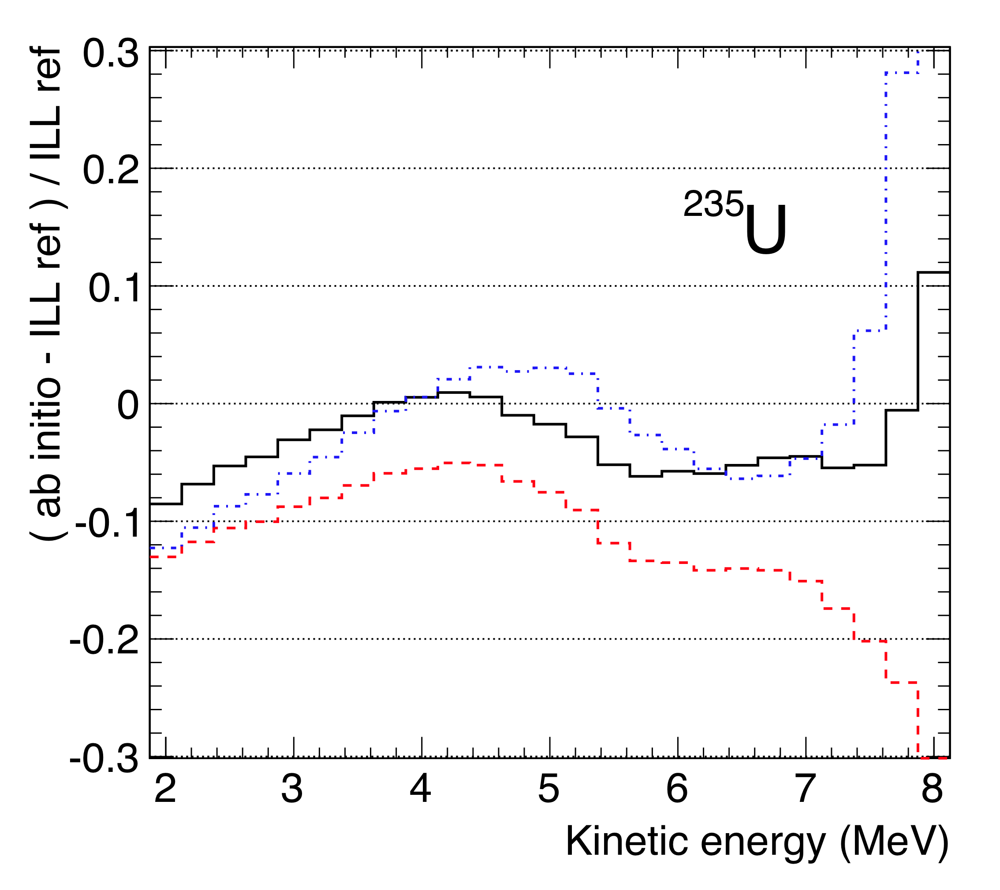 ( ab initio - ILL ref ) / ILL ref
0.3
0.2
0.1
0
-0.1
-0.2
-0.3
235U
2 3 4 5 6 7 8
Kinetic energy (MeV)